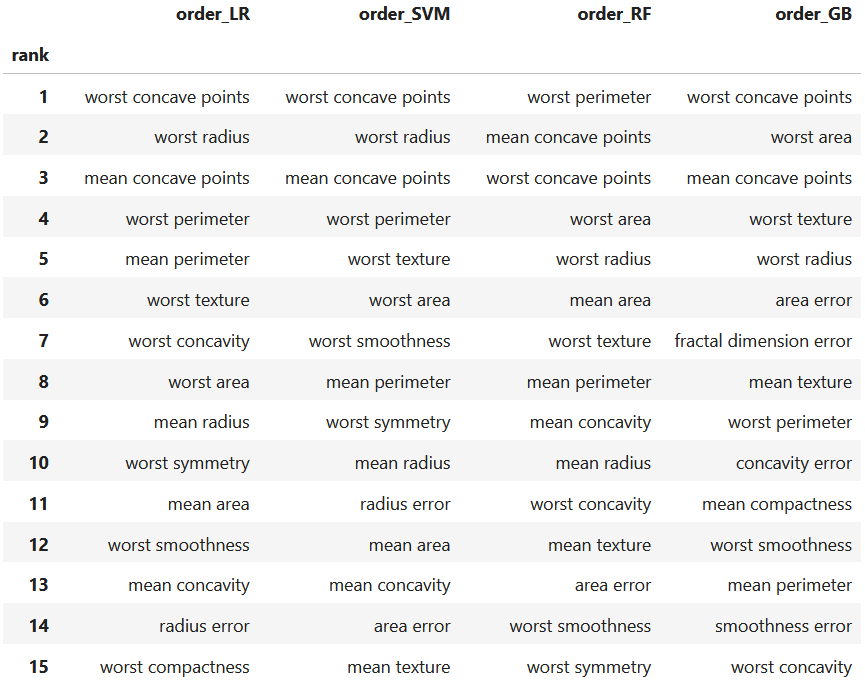 order_LR order_SVM order_RF order_GB
rank
1 worst concave points worst concave points worst perimeter worst concave points
2 worst radius worst radius mean concave points worst area
3 mean concave points mean concave points worst concave points mean concave points
4 worst perimeter worst perimeter worst area worst texture
5 mean perimeter worst texture worst radius worst radius
6 worst texture worst area mean area area error
7 worst concavity worst smoothness worst texture fractal dimension error
8 worst area mean perimeter mean perimeter mean texture
9 mean radius worst symmetry mean concavity worst perimeter
10 worst symmetry mean radius mean radius concavity error
11 mean area radius error worst concavity mean compactness
12 worst smoothness mean area mean texture worst smoothness
13 mean concavity mean concavity area error mean perimeter
14 radius error area error worst smoothness smoothness error
15 worst compactness mean texture worst symmetry worst concavity